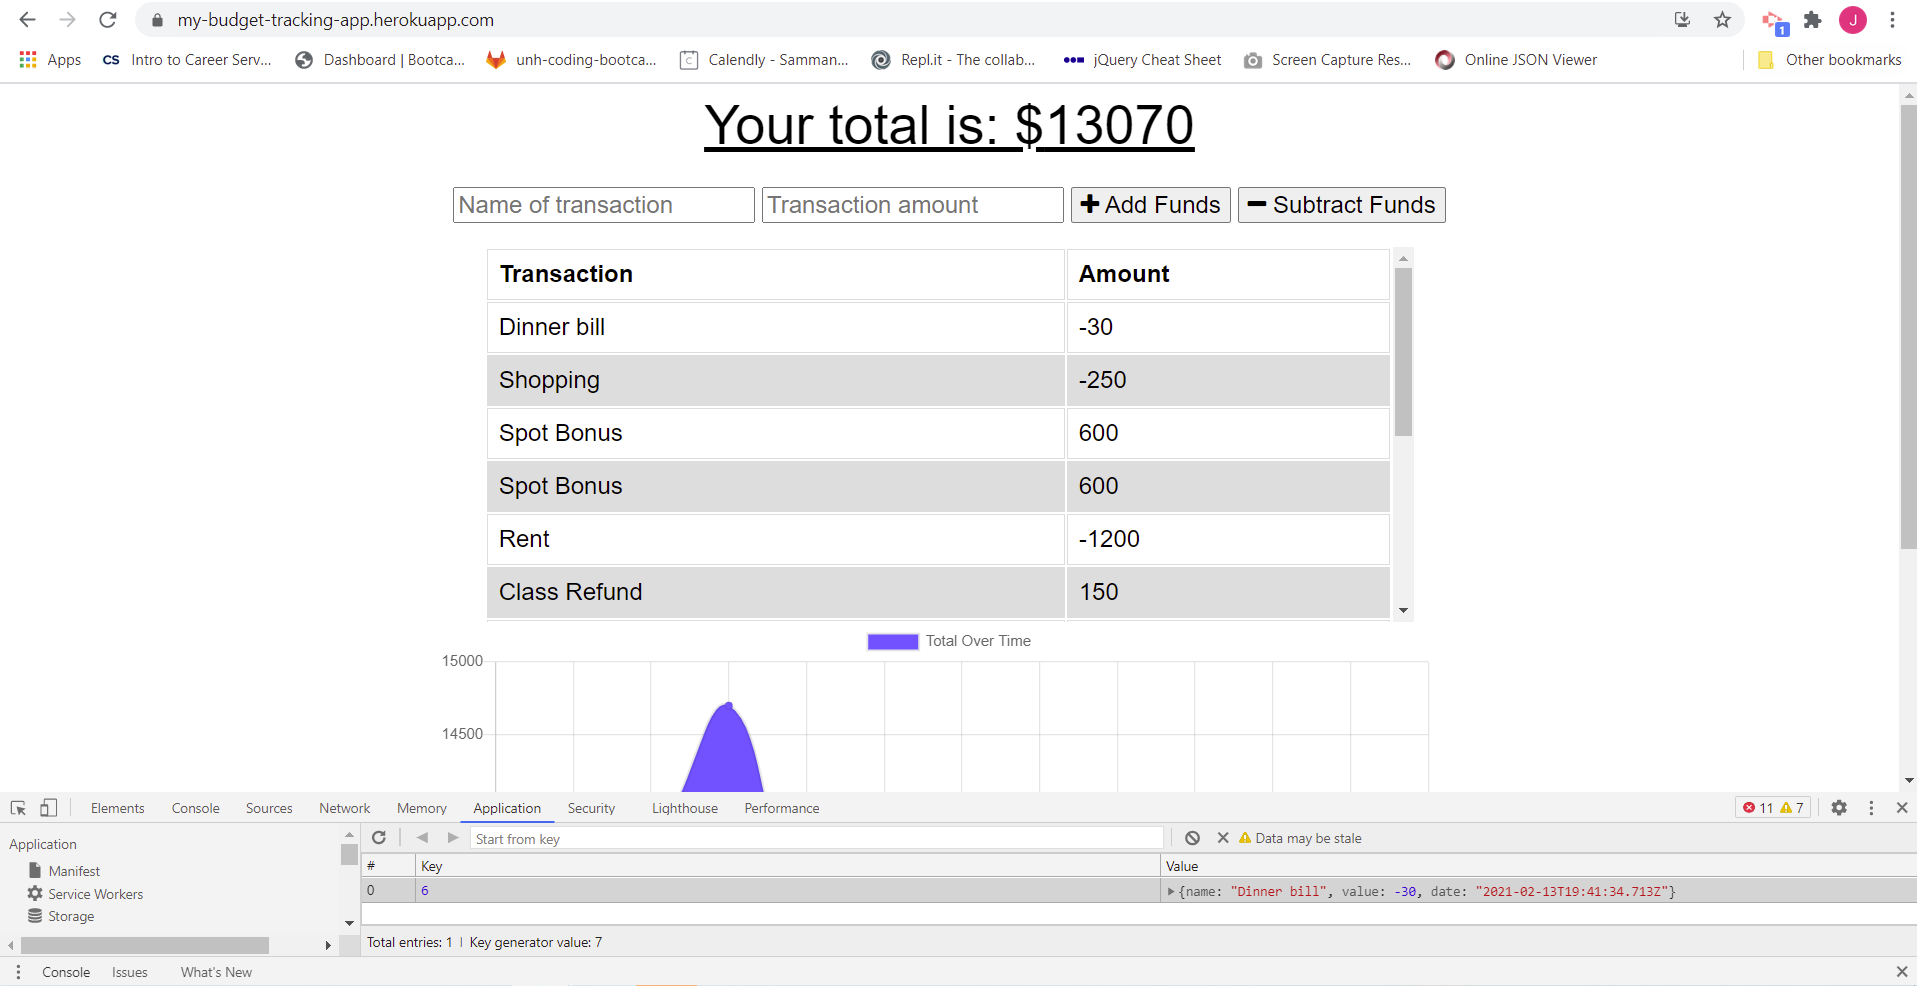 my-budget-tracking-app.herokuapp.com
J
1
Apps
CS Intro to Career Serv...
Dashboard | Bootca...
unh-coding-bootca...
C Calendly - Samman...
Repl.it - The collab...
jQuery Cheat Sheet
Screen Capture Res...
Online JSON Viewer
Other bookmarks
Your total is: $13070
Name of transaction Transaction amount Add Funds Subtract Funds
Transaction Amount
Dinner bill -30
Shopping -250
Spot Bonus 600
Spot Bonus 600
Rent -1200
Class Refund 150
Total Over Time
15000
14500
Elements Console Sources Network Memory Application Security Lighthouse Performance 11 7
Application
Manifest
Service Workers
Storage
Start from key Data may be stale
# Key Value
0 6 {name: "Dinner bill", value: -30, date: "2021-02-13T19:41:34.713Z"}
Total entries: 1 | Key generator value: 7
Console Issues What's New